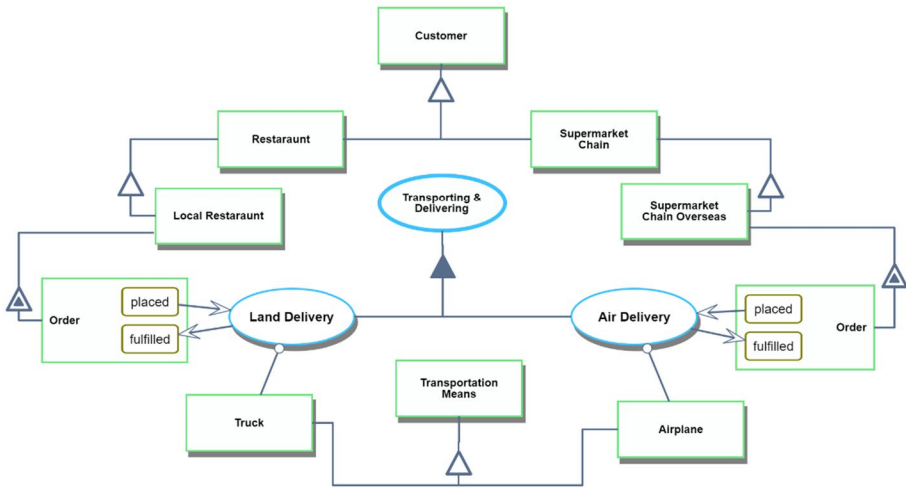 Customer
Restaraunt
Supermarket
Chain
Transporting &
Delivering
Local Restaraunt
Supermarket
Chain Overseas
Order
placed
fulfilled
Land Delivery
Air Delivery
placed
fulfilled
Order
Transportation
Means
Truck
Airplane